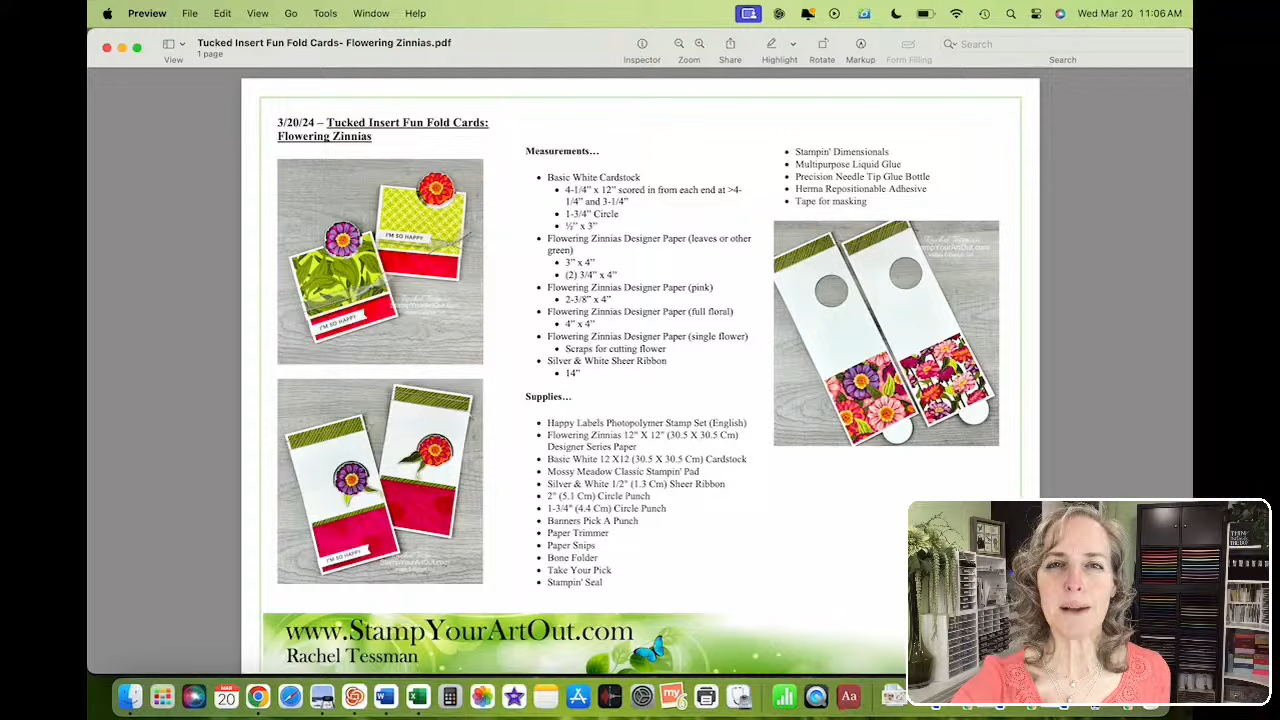 Preview File Edit View Go Tools Window Help Wed Mar 20 11:06 AM
Tucked Insert Fun Fold Cards- Flowering Zinnias.pdf
1 page
Search
View Inspector Zoom Share Highlight Rotate Markup Form Filling Search
3/20/24 – Tucked Insert Fun Fold Cards:
Flowering Zinnias
I'M SO HAPPY
I'M SO HAPPY
I'M SO HAPPY
Measurements…
• Basic White Cardstock
• 4-1/4” x 12” scored in from each end at >4-
1/4” and 3-1/4”
• 1-3/4” Circle
• ½” x 3”
• Flowering Zinnias Designer Paper (leaves or other
green)
• 3” x 4”
• (2) 3/4” x 4”
• Flowering Zinnias Designer Paper (pink)
• 2-3/8” x 4”
• Flowering Zinnias Designer Paper (full floral)
• 4” x 4”
• Flowering Zinnias Designer Paper (single flower)
• Scraps for cutting flower
• Silver & White Sheer Ribbon
• 14”
Supplies…
• Happy Labels Photopolymer Stamp Set (English)
• Flowering Zinnias 12" X 12" (30.5 X 30.5 Cm)
Designer Series Paper
• Basic White 12 X12 (30.5 X 30.5 Cm) Cardstock
• Mossy Meadow Classic Stampin' Pad
• Silver & White 1/2" (1.3 Cm) Sheer Ribbon
• 2" (5.1 Cm) Circle Punch
• 1-3/4" (4.4 Cm) Circle Punch
• Banners Pick A Punch
• Paper Trimmer
• Paper Snips
• Bone Folder
• Take Your Pick
• Stampin' Seal
• Stampin' Dimensionals
• Multipurpose Liquid Glue
• Precision Needle Tip Glue Bottle
• Herma Repositionable Adhesive
• Tape for masking
www.StampYourArtOut.com
Rachel Tessman
MAR
20
my
Aa